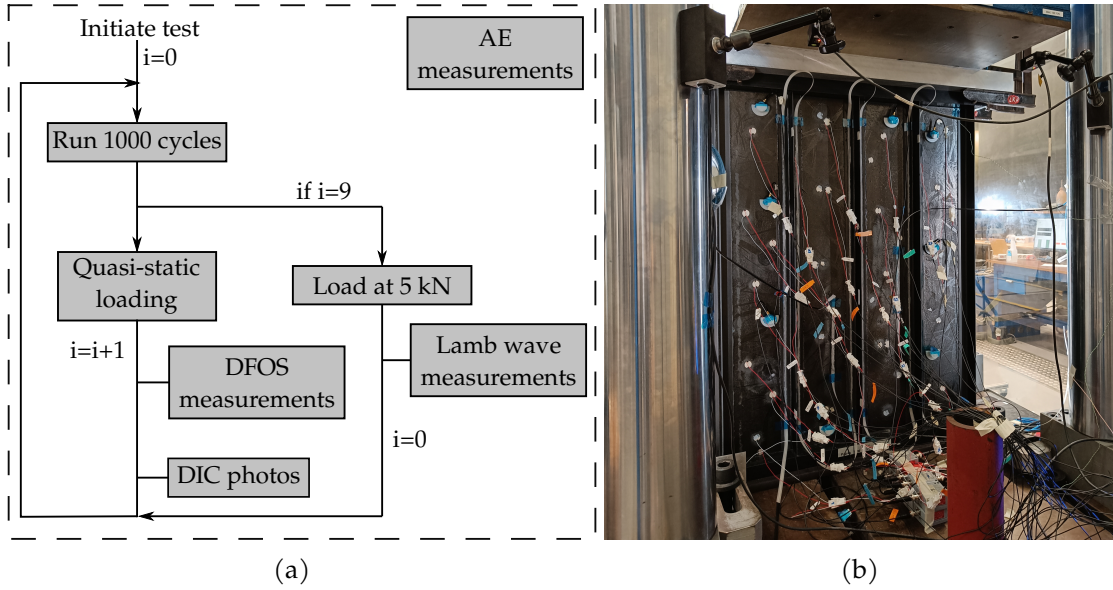 Initiate test
i=0
AE
measurements
Run 1000 cycles
if i=9
Quasi-static
loading
Load at 5 kN
i=i+1
Lamb wave
measurements
DFOS
measurements
i=0
DIC photos
(a)
(b)